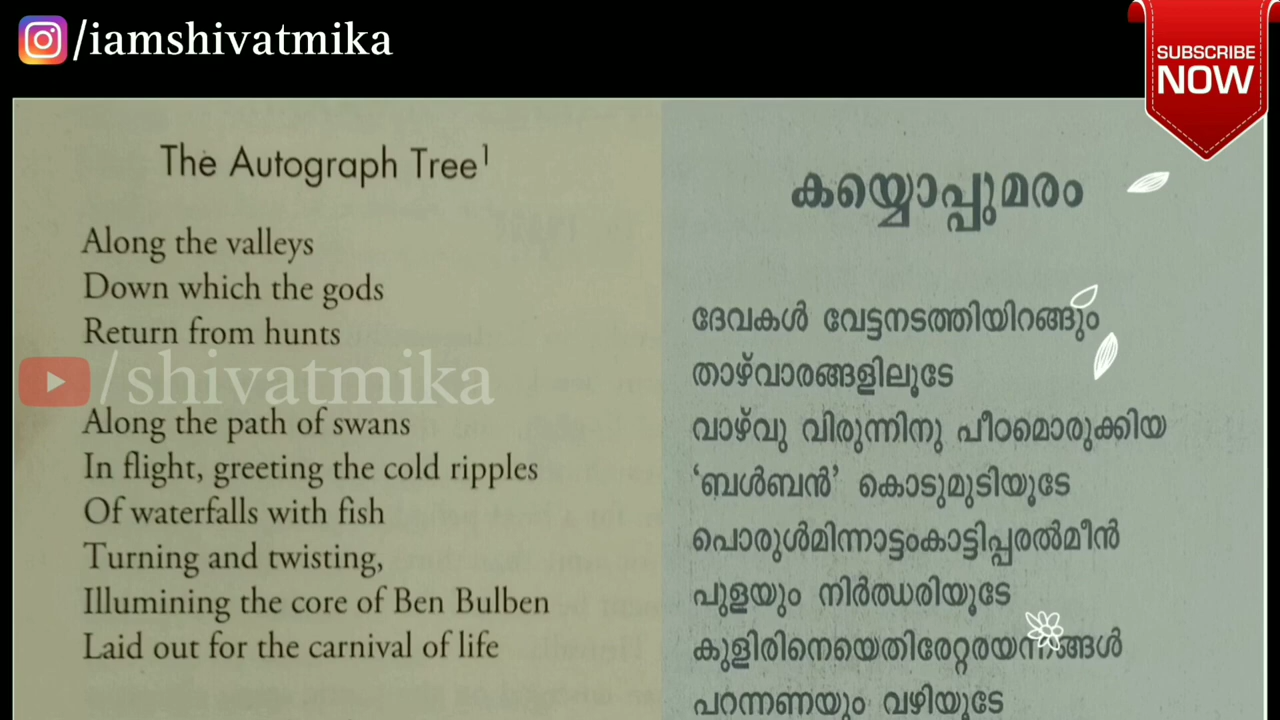 /iamshivatmika
SUBSCRIBE
NOW
The Autograph Tree¹
Along the valleys
Down which the gods
Return from hunts
/shivatmika
Along the path of swans
In flight, greeting the cold ripples
Of waterfalls with fish
Turning and twisting,
Illumining the core of Ben Bulben
Laid out for the carnival of life
കയ്യൊപ്പുമരം
ദേവകൾ വേട്ടനടത്തിയിറങ്ങും
താഴ്‌വാരങ്ങളിലൂടേ
വാഴ്‌വു വിരുന്നിനു പീഠമൊരുക്കിയ
‘ബൾബൻ’ കൊടുമുടിയൂടേ
പൊരുൾമിന്നാട്ടംകാട്ടിപ്പരൽമീൻ
പുളയും നിർഝരിയൂടേ
കുളിരിനെയെതിരേറ്റരയന്നങ്ങൾ
പറന്നണയും വഴിയൂടേ